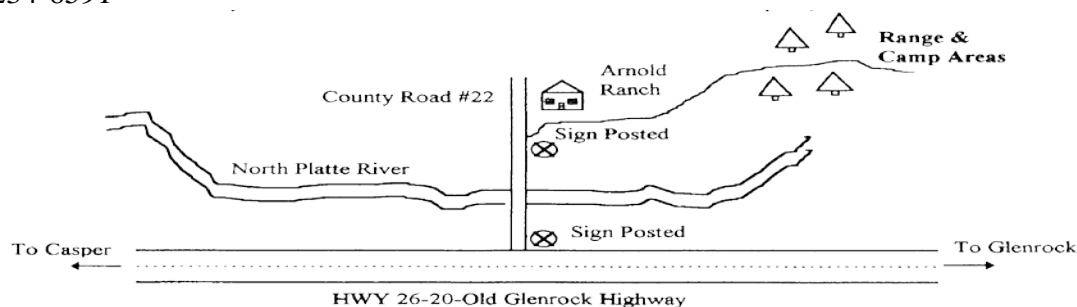 Range &
Camp Areas
Arnold
Ranch
County Road #22
Sign Posted
North Platte River
Sign Posted
To Casper
To Glenrock
HWY 26-20-Old Glenrock Highway